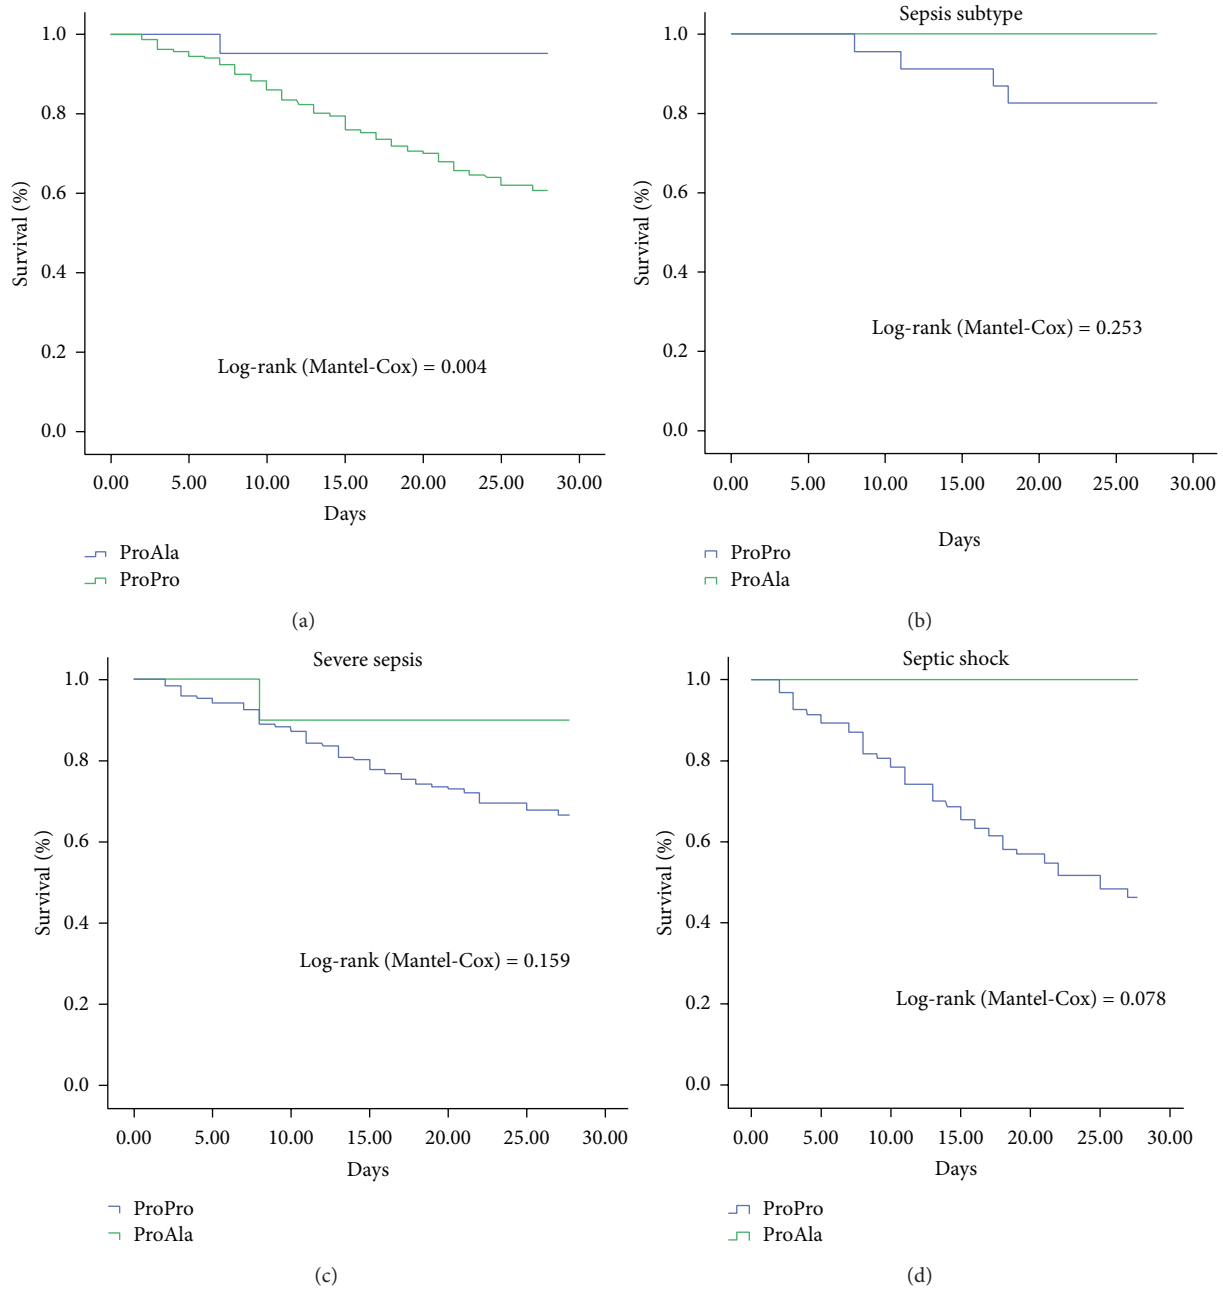 1.0
0.8
0.6
0.4
0.2
0.0
Survival (%)
Log-rank (Mantel-Cox) = 0.004
0.00 5.00 10.00 15.00 20.00 25.00 30.00
Days
ProAla
ProPro
(a)
Sepsis subtype
1.0
0.8
0.6
0.4
0.2
0.0
Survival (%)
Log-rank (Mantel-Cox) = 0.253
0.00 5.00 10.00 15.00 20.00 25.00 30.00
Days
ProPro
ProAla
(b)
Severe sepsis
1.0
0.8
0.6
0.4
0.2
0.0
Survival (%)
Log-rank (Mantel-Cox) = 0.159
0.00 5.00 10.00 15.00 20.00 25.00 30.00
Days
ProPro
ProAla
(c)
Septic shock
1.0
0.8
0.6
0.4
0.2
0.0
Survival (%)
Log-rank (Mantel-Cox) = 0.078
0.00 5.00 10.00 15.00 20.00 25.00 30.00
Days
ProPro
ProAla
(d)